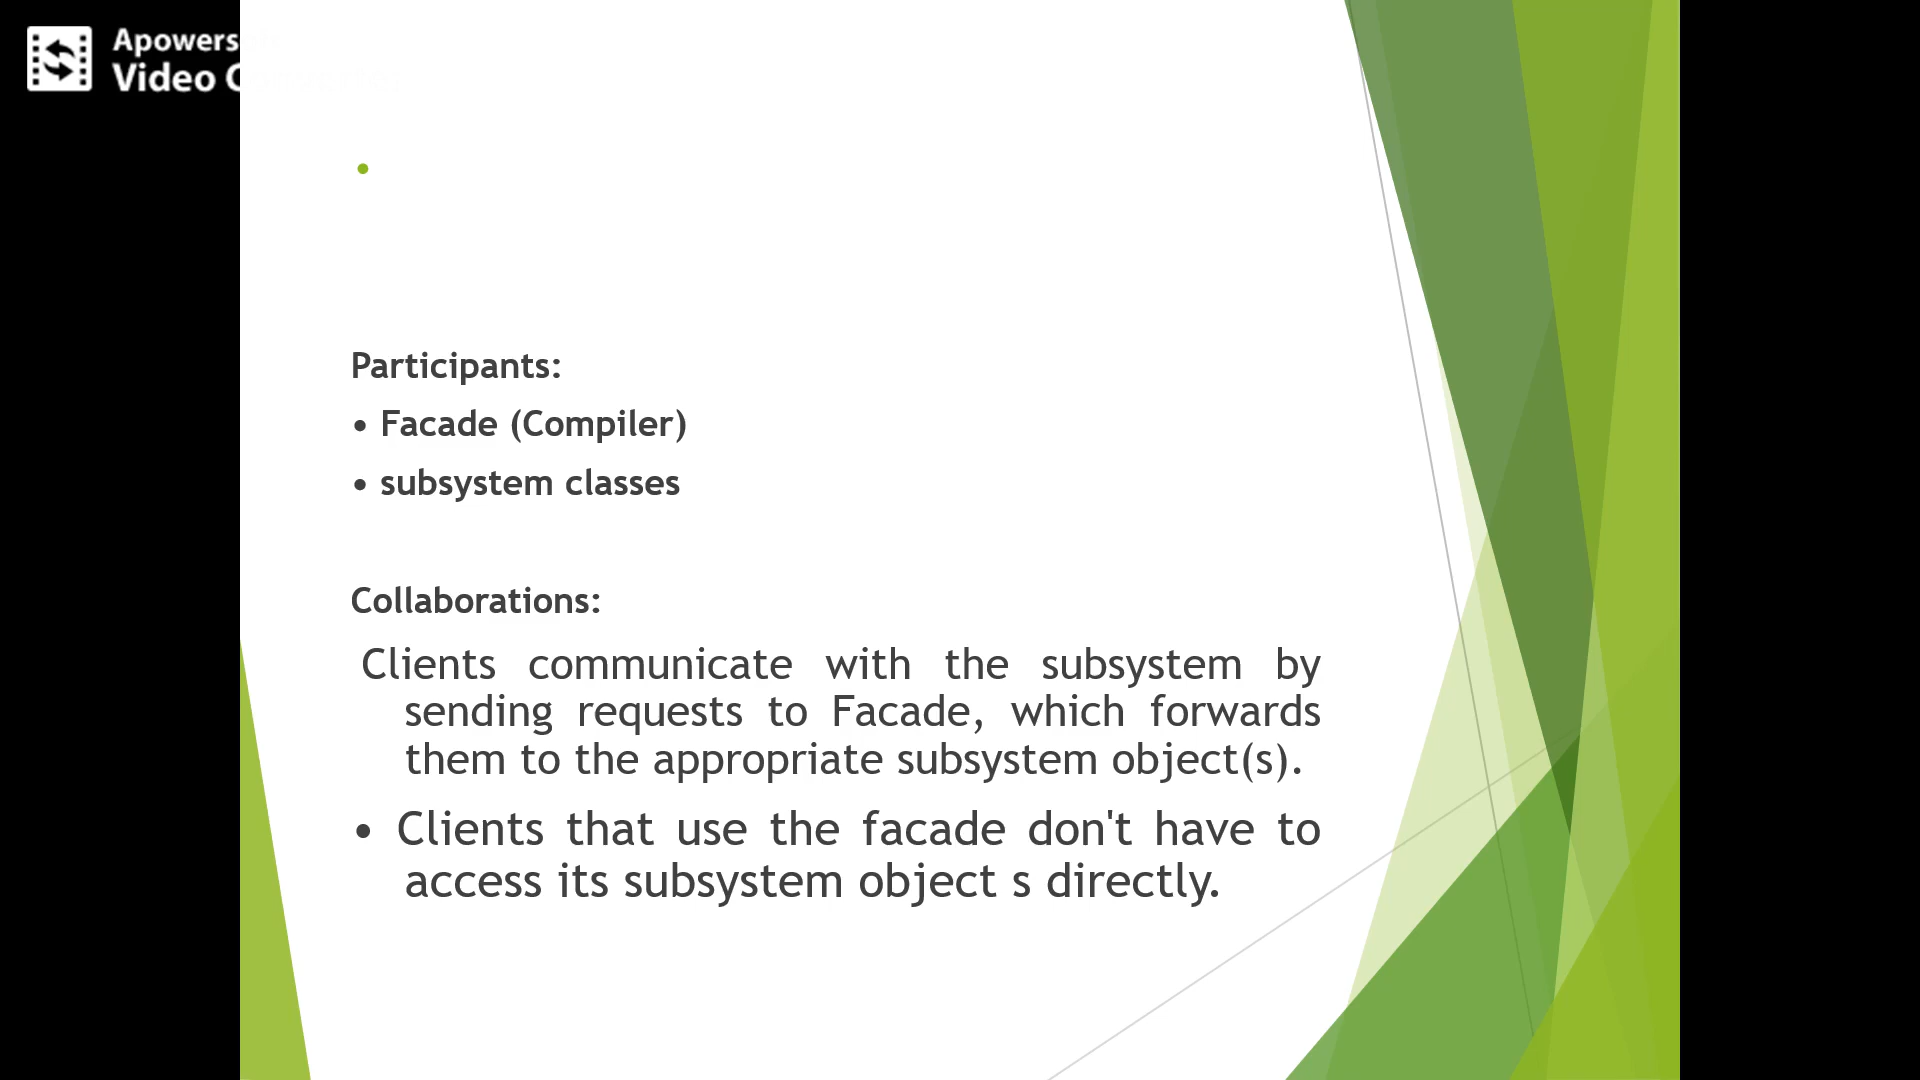 Apowers
Video C
•
Participants:
• Facade (Compiler)
• subsystem classes
Collaborations:
Clients communicate with the subsystem by
sending requests to Facade, which forwards
them to the appropriate subsystem object(s).
• Clients that use the facade don't have to
access its subsystem object s directly.